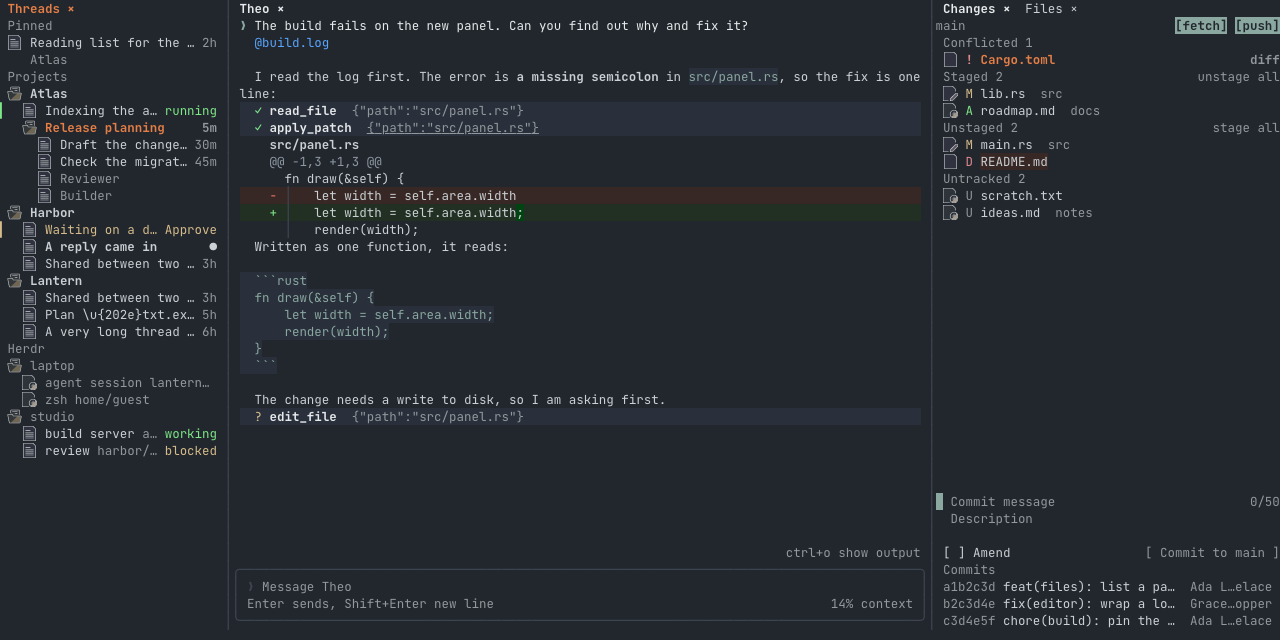 Threads ×
Pinned
Reading list for the … 2h
Atlas
Projects
Atlas
Indexing the a… running
Release planning 5m
Draft the change… 30m
Check the migrat… 45m
Reviewer
Builder
Harbor
Waiting on a d… Approve
A reply came in ●
Shared between two … 3h
Lantern
Shared between two … 3h
Plan \u{202e}txt.ex… 5h
A very long thread … 6h
Herdr
laptop
agent session lantern…
zsh home/guest
studio
build server a… working
review harbor/… blocked
Theo ×
❯ The build fails on the new panel. Can you find out why and fix it?
@build.log
I read the log first. The error is a missing semicolon in src/panel.rs, so the fix is one
line:
✓ read_file {"path":"src/panel.rs"}
✓ apply_patch {"path":"src/panel.rs"}
src/panel.rs
@@ -1,3 +1,3 @@
fn draw(&self) {
- let width = self.area.width
+ let width = self.area.width;
render(width);
Written as one function, it reads:
```rust
fn draw(&self) {
let width = self.area.width;
render(width);
}
```
The change needs a write to disk, so I am asking first.
? edit_file {"path":"src/panel.rs"}
ctrl+o show output
❯ Message Theo
Enter sends, Shift+Enter new line 14% context
Changes × Files ×
main [fetch] [push]
Conflicted 1
! Cargo.toml diff
Staged 2 unstage all
M lib.rs src
A roadmap.md docs
Unstaged 2 stage all
M main.rs src
D README.md
Untracked 2
U scratch.txt
U ideas.md notes
Commit message 0/50
Description
[ ] Amend [ Commit to main ]
Commits
a1b2c3d feat(files): list a pa… Ada L…elace
b2c3d4e fix(editor): wrap a lo… Grace…opper
c3d4e5f chore(build): pin the … Ada L…elace